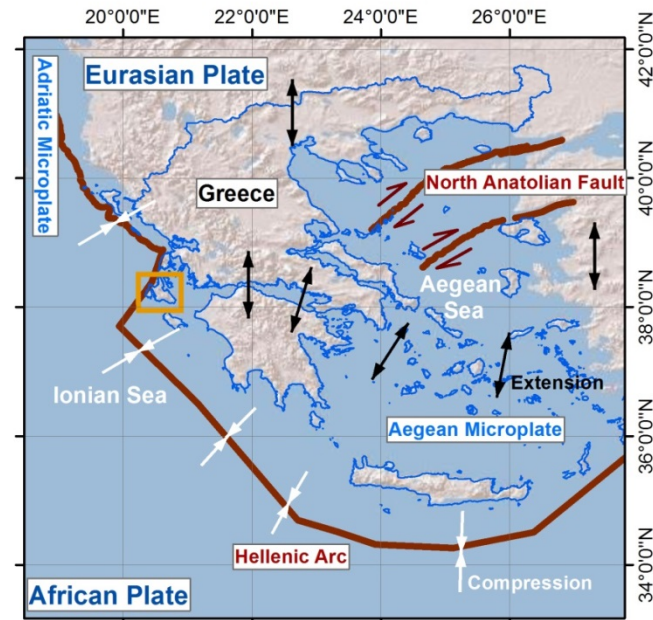 20°0'0"E
22°0'0"E
24°0'0"E
26°0'0"E
42°0'0"N
40°0'0"N
38°0'0"N
36°0'0"N
34°0'0"N
Adriatic Microplate
Eurasian Plate
Greece
North Anatolian Fault
Aegean
Sea
Ionian Sea
Extension
Aegean Microplate
Hellenic Arc
Compression
African Plate